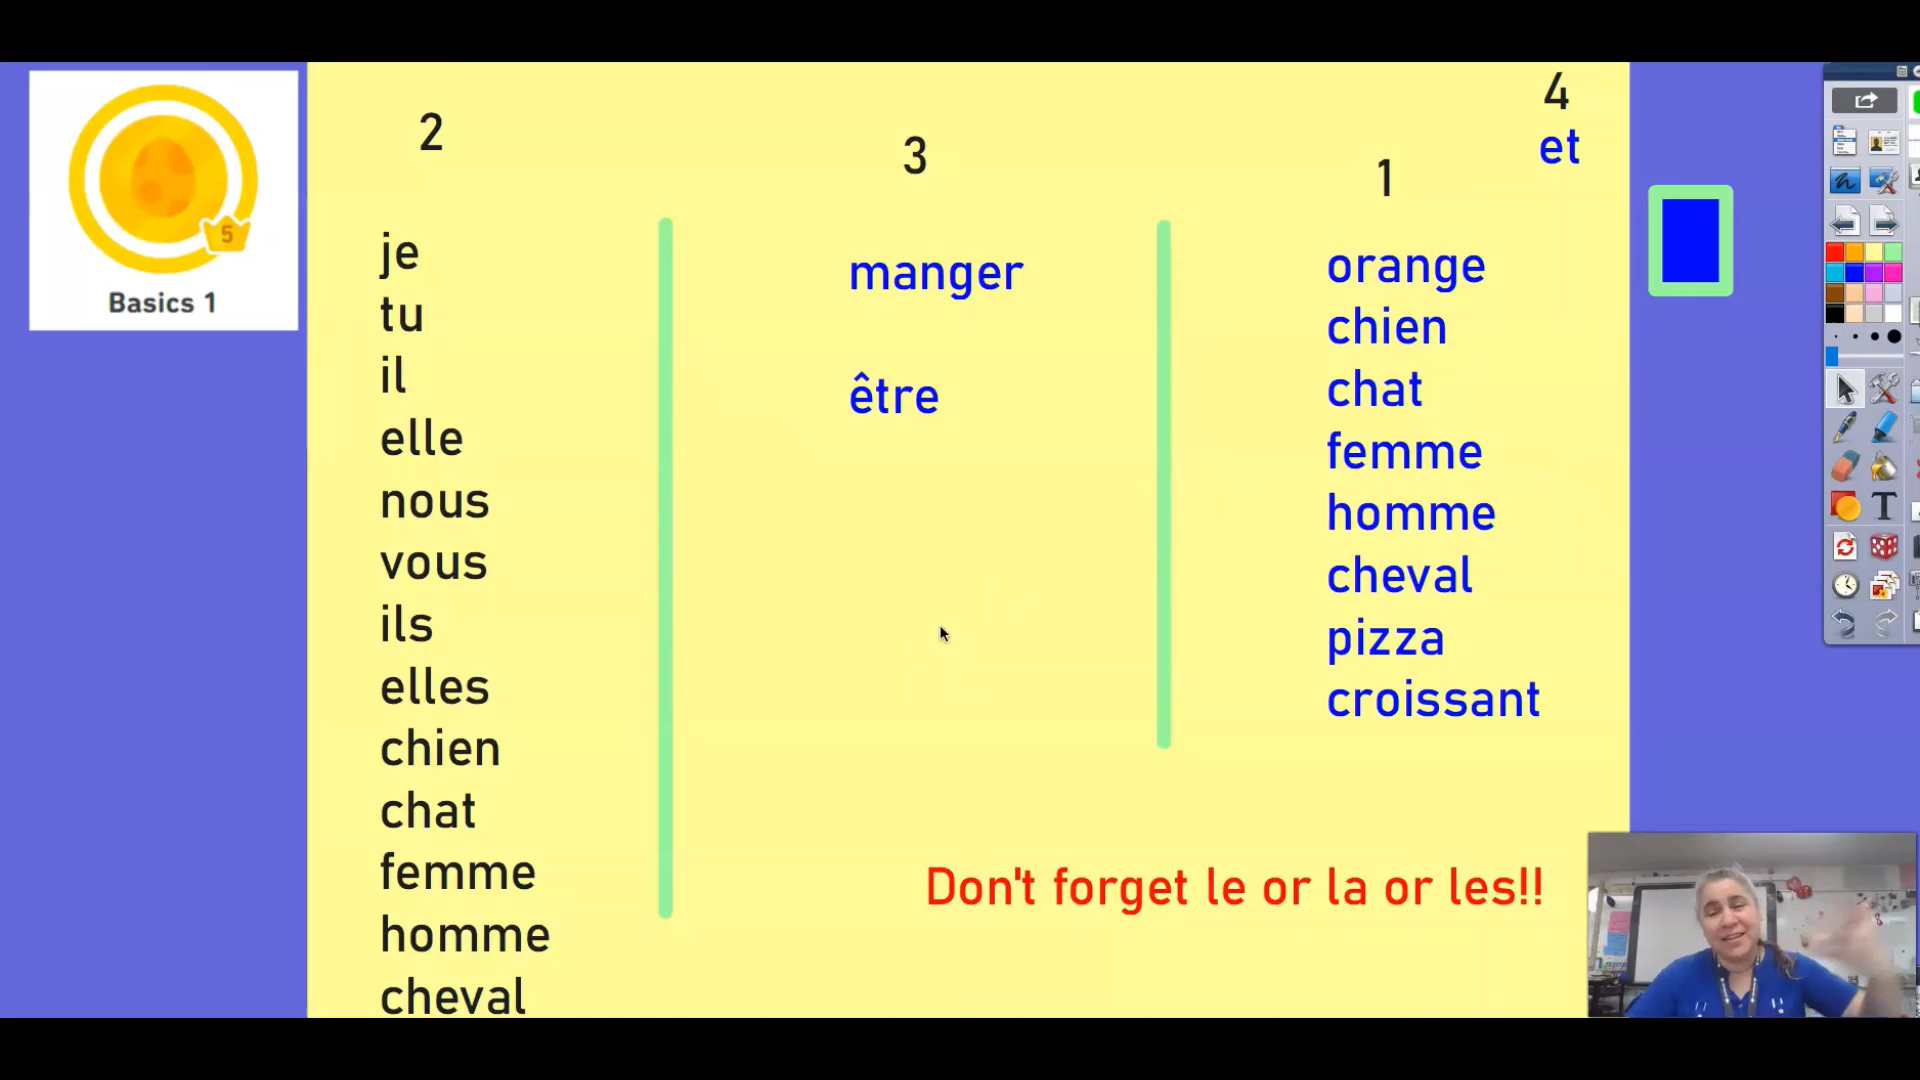 5
Basics 1
2
je
tu
il
elle
nous
vous
ils
elles
chien
chat
femme
homme
cheval
3
manger
être
4
et
1
orange
chien
chat
femme
homme
cheval
pizza
croissant
Don't forget le or la or les!!
T